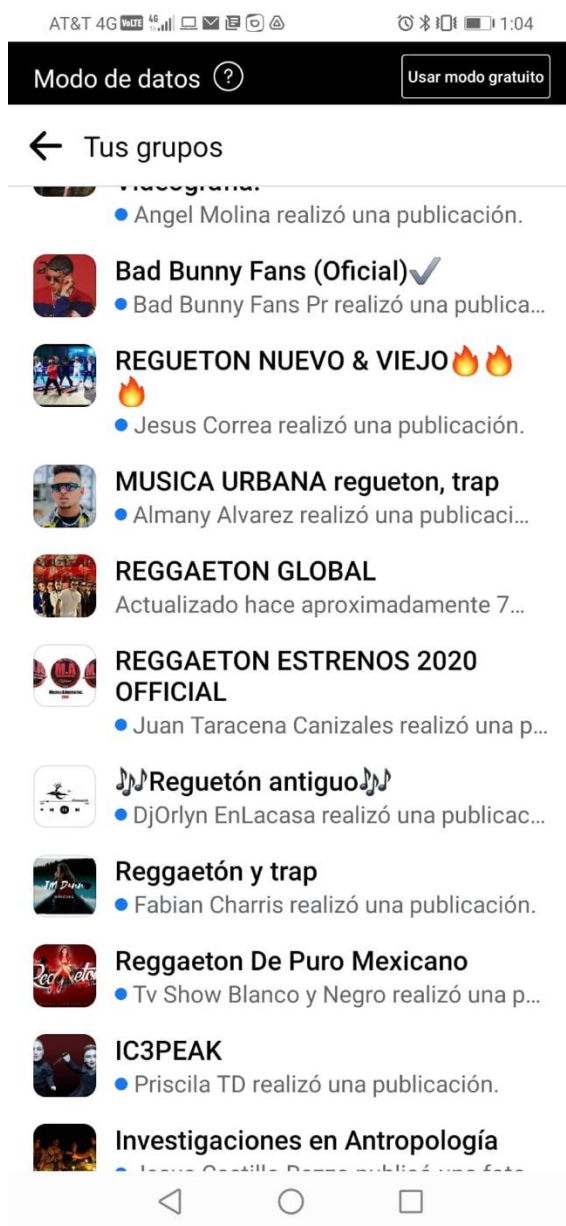 AT&T 4G VoLTE 4G 1:04
Modo de datos ? Usar modo gratuito
Tus grupos
Videografía.
Angel Molina realizó una publicación.
Bad Bunny Fans (Oficial)✔️
Bad Bunny Fans Pr realizó una publica...
REGUETON NUEVO & VIEJO🔥🔥
🔥
Jesus Correa realizó una publicación.
MUSICA URBANA regueton, trap
Almany Alvarez realizó una publicaci...
REGGAETON GLOBAL
Actualizado hace aproximadamente 7...
M.A
REGGAETON ESTRENOS 2020
OFFICIAL
Juan Taracena Canizales realizó una p...
🎶Reguetón antiguo🎶
DjOrlyn EnLacasa realizó una publicac...
Reggaetón y trap
Fabian Charris realizó una publicación.
Reggaeton De Puro Mexicano
Tv Show Blanco y Negro realizó una p...
IC3PEAK
Priscila TD realizó una publicación.
Investigaciones en Antropología